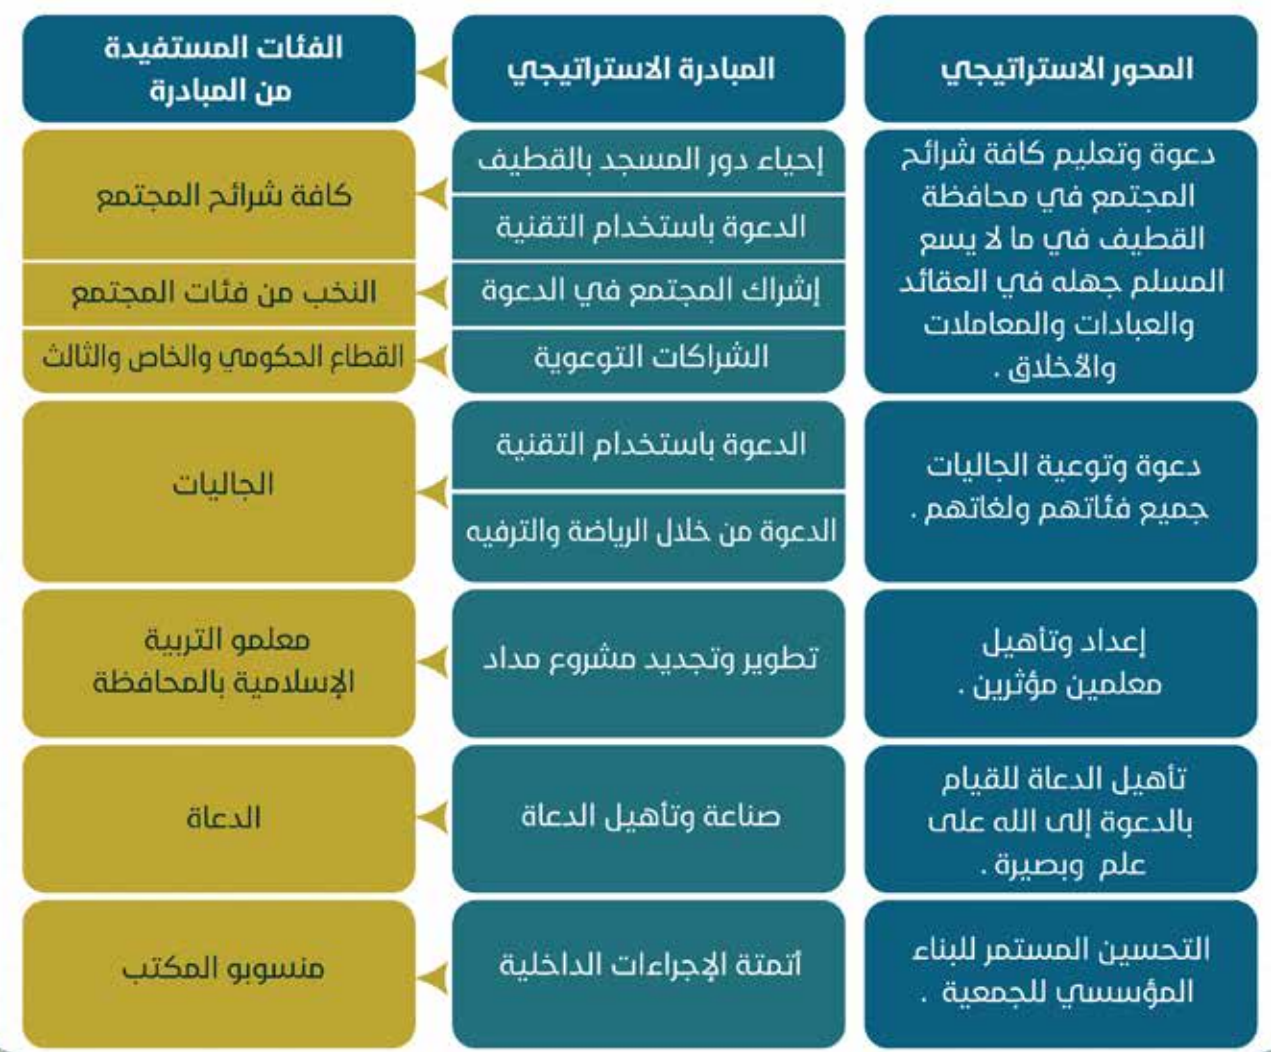 المحور الاستراتيجي
المبادرة الاستراتيجي
الفئات المستفيدة
من المبادرة
دعوة وتعليم كافة شرائح
المجتمع في محافظة
القطيف في ما لا يسع
المسلم جهله في العقائد
والعبادات والمعاملات
والأخلاق .
إحياء دور المسجد بالقطيف
الدعوة باستخدام التقنية
كافة شرائح المجتمع
إشراك المجتمع في الدعوة
النخب من فئات المجتمع
الشراكات التوعوية
القطاع الحكومي والخاص والثالث
دعوة وتوعية الجاليات
جميع فئاتهم ولغاتهم .
الدعوة باستخدام التقنية
الدعوة من خلال الرياضة والترفيه
الجاليات
إعداد وتأهيل
معلمين مؤثرين .
تطوير وتجديد مشروع مداد
معلمو التربية
الإسلامية بالمحافظة
تأهيل الدعاة للقيام
بالدعوة إلى الله على
علم وبصيرة .
صناعة وتأهيل الدعاة
الدعاة
التحسين المستمر للبناء
المؤسسي للجمعية .
أتمتة الإجراءات الداخلية
منسوبو المكتب